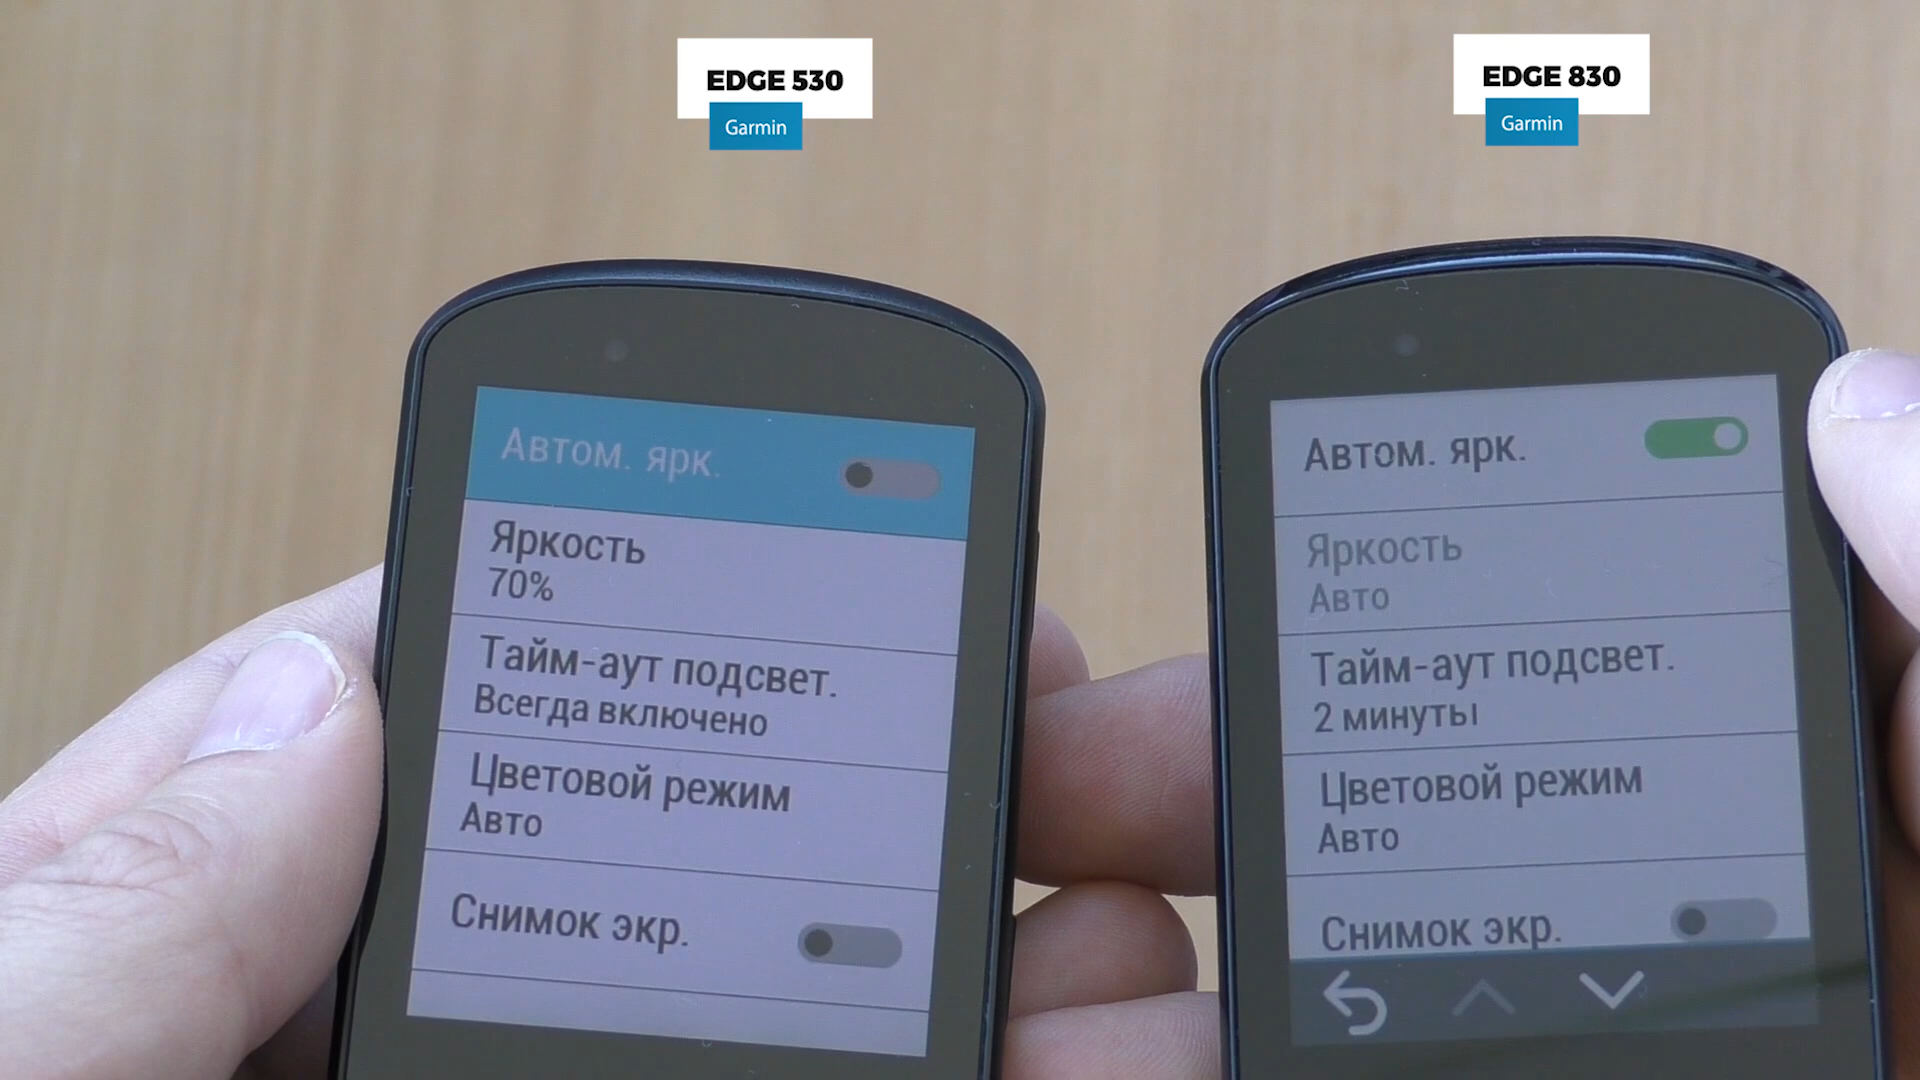 EDGE 530
Garmin
EDGE 830
Garmin
Автом. ярк.
Яркость
70%
Тайм-аут подсвет.
Всегда включено
Цветовой режим
Авто
Снимок экр.
Автом. ярк.
Яркость
Авто
Тайм-аут подсвет.
2 минуты
Цветовой режим
Авто
Снимок экр.